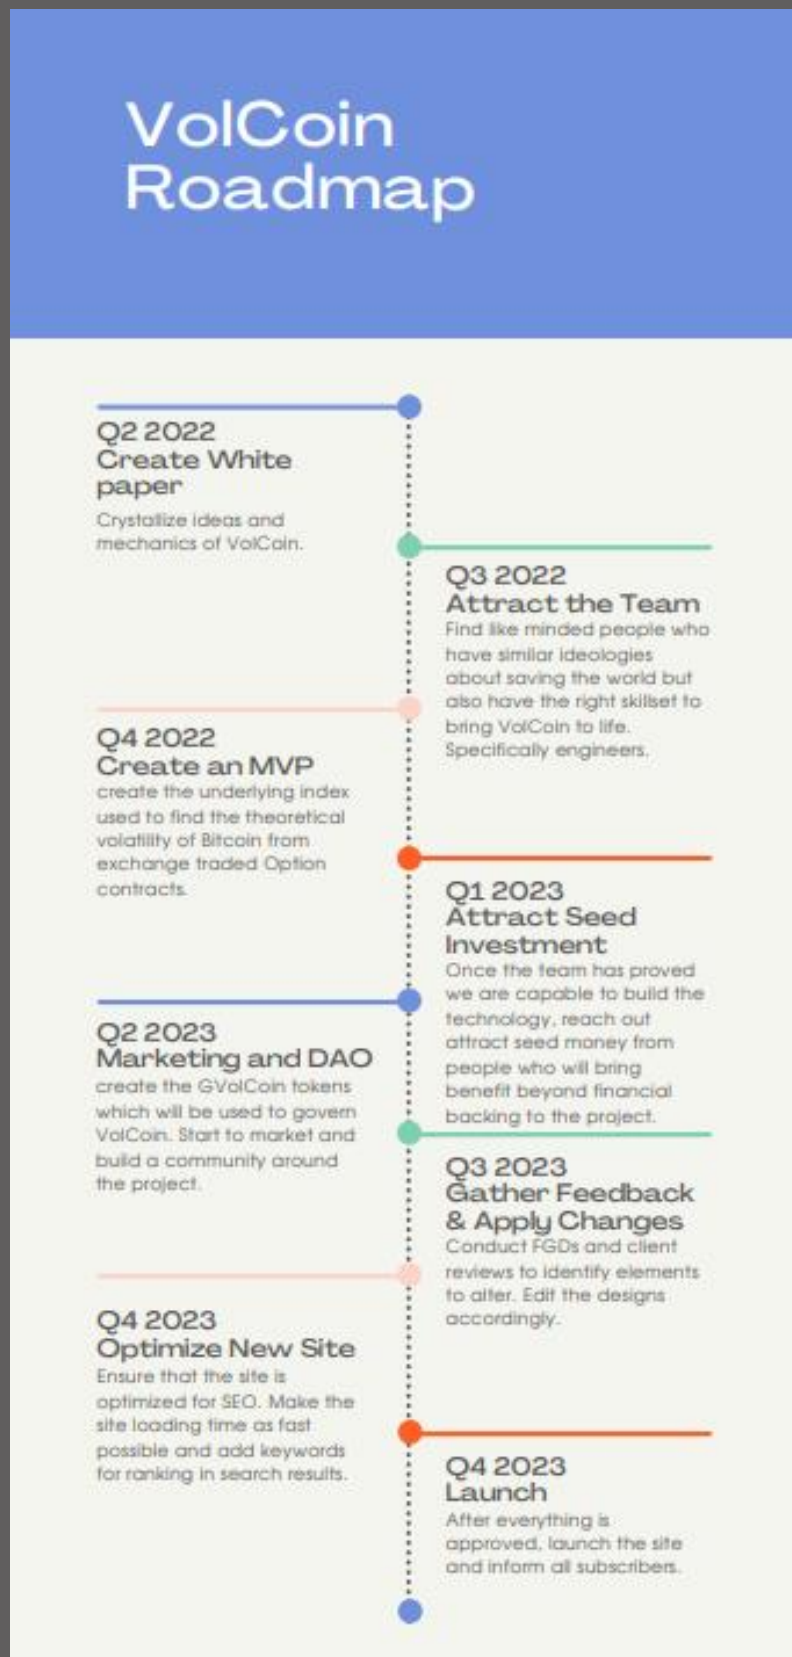 VolCoin
Roadmap
Q2 2022
Create White
paper
Crystallize ideas and
mechanics of VolCoin.
Q3 2022
Attract the Team
Find like minded people who
have similar ideologies
about saving the world but
also have the right skillset to
bring VolCoin to life.
Specifically engineers.
Q4 2022
Create an MVP
create the underlying index
used to find the theoretical
volatility of Bitcoin from
exchange traded Option
contracts.
Q1 2023
Attract Seed
Investment
Once the team has proved
we are capable to build the
technology, reach out
attract seed money from
people who will bring
benefit beyond financial
backing to the project.
Q2 2023
Marketing and DAO
create the GVolCoin tokens
which will be used to govern
VolCoin. Start to market and
build a community around
the project.
Q3 2023
Gather Feedback
& Apply Changes
Conduct FGDs and client
reviews to identify elements
to alter. Edit the designs
accordingly.
Q4 2023
Optimize New Site
Ensure that the site is
optimized for SEO. Make the
site loading time as fast
possible and add keywords
for ranking in search results.
Q4 2023
Launch
After everything is
approved, launch the site
and inform all subscribers.